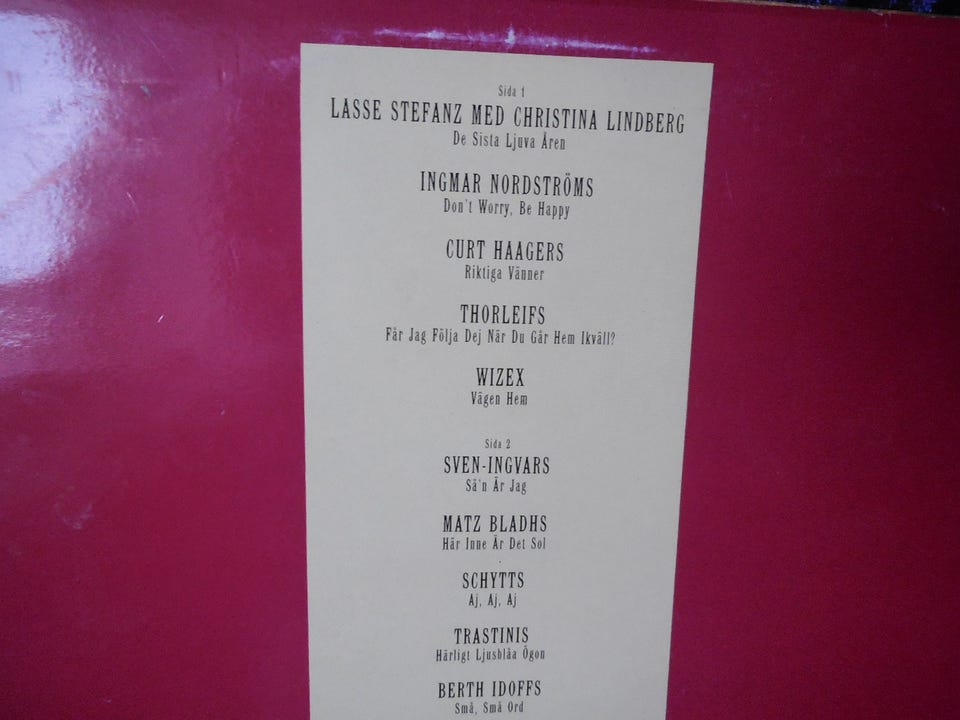 Sida 1
LASSE STEFANZ MED CHRISTINA LINDBERG
De Sista Ljuva Åren
INGMAR NORDSTRÖMS
Don't Worry, Be Happy
CURT HAAGERS
Riktiga Vänner
THORLEIFS
Får Jag Följa Dej När Du Går Hem Ikväll?
WIZEX
Vägen Hem
Sida 2
SVEN-INGVARS
Så'n Är Jag
MATZ BLADHS
Här Inne Är Det Sol
SCHYTTS
Aj, Aj, Aj
TRASTINIS
Härligt Ljusblåa Ögon
BERTH IDOFFS
Små, Små Ord